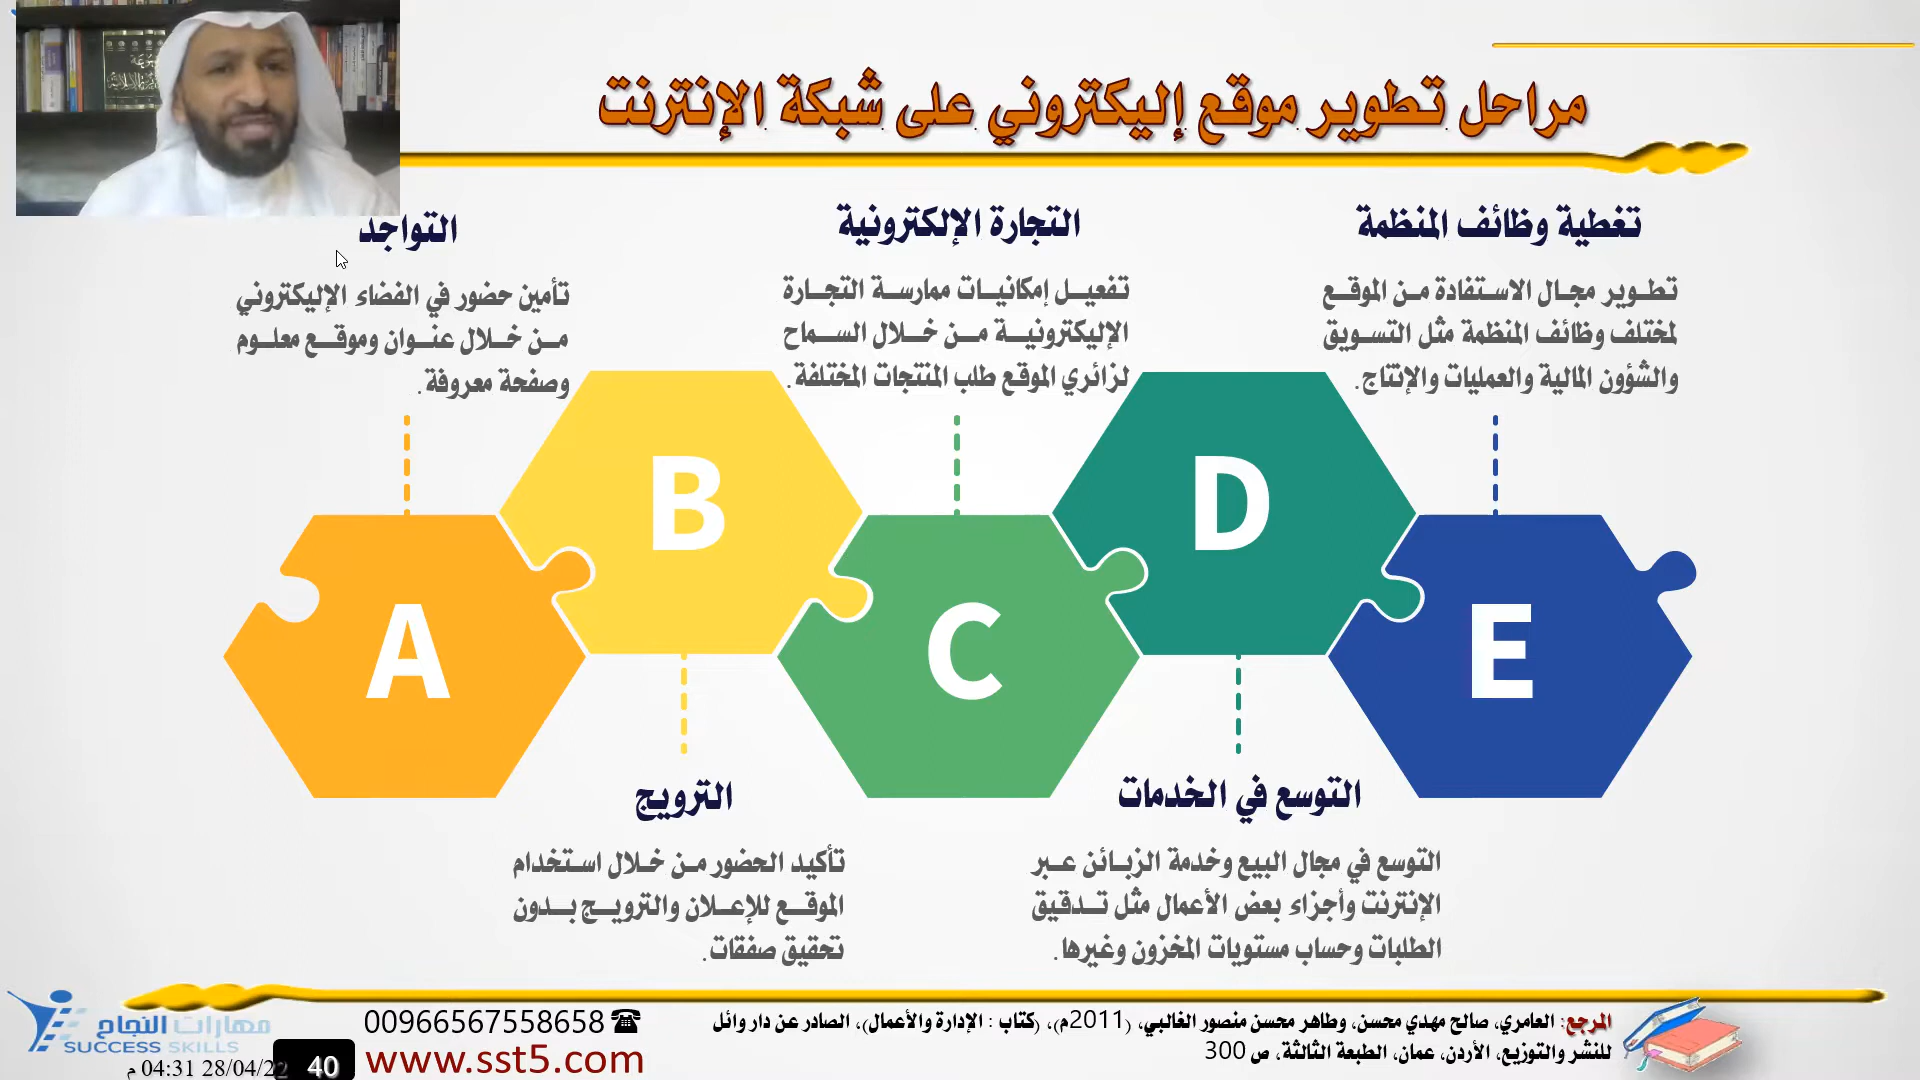 مراحل تطوير موقع إليكتروني على شبكة الإنترنت
التواجد
تأمين حضور في الفضاء الإليكتروني
من خلال عنوان وموقع معلوم
وصفحة معروفة.
التجارة الإلكترونية
تفعيل إمكانيات ممارسة التجارة
الإليكترونية من خلال السماح
لزائري الموقع طلب المنتجات المختلفة.
تغطية وظائف المنظمة
تطوير مجال الاستفادة من الموقع
لمختلف وظائف المنظمة مثل التسويق
والشؤون المالية والعمليات والإنتاج.
A
B
C
D
E
الترويج
تأكيد الحضور من خلال استخدام
الموقع للإعلان والترويج بدون
تحقيق صفقات.
التوسع في الخدمات
التوسع في مجال البيع وخدمة الزبائن عبر
الإنترنت وأجزاء بعض الأعمال مثل تدقيق
الطلبات وحساب مستويات المخزون وغيرها.
المرجع: العامري، صالح مهدي محسن، وطاهر محسن منصور الغالبي، (2011م)، (كتاب : الإدارة والأعمال)، الصادر عن دار وائل
للنشر والتوزيع، الأردن، عمان، الطبعة الثالثة، ص 300
00966567558658
www.sst5.com
مهارات النجاح
SUCCESS SKILLS
40
28/04/22 04:31 م